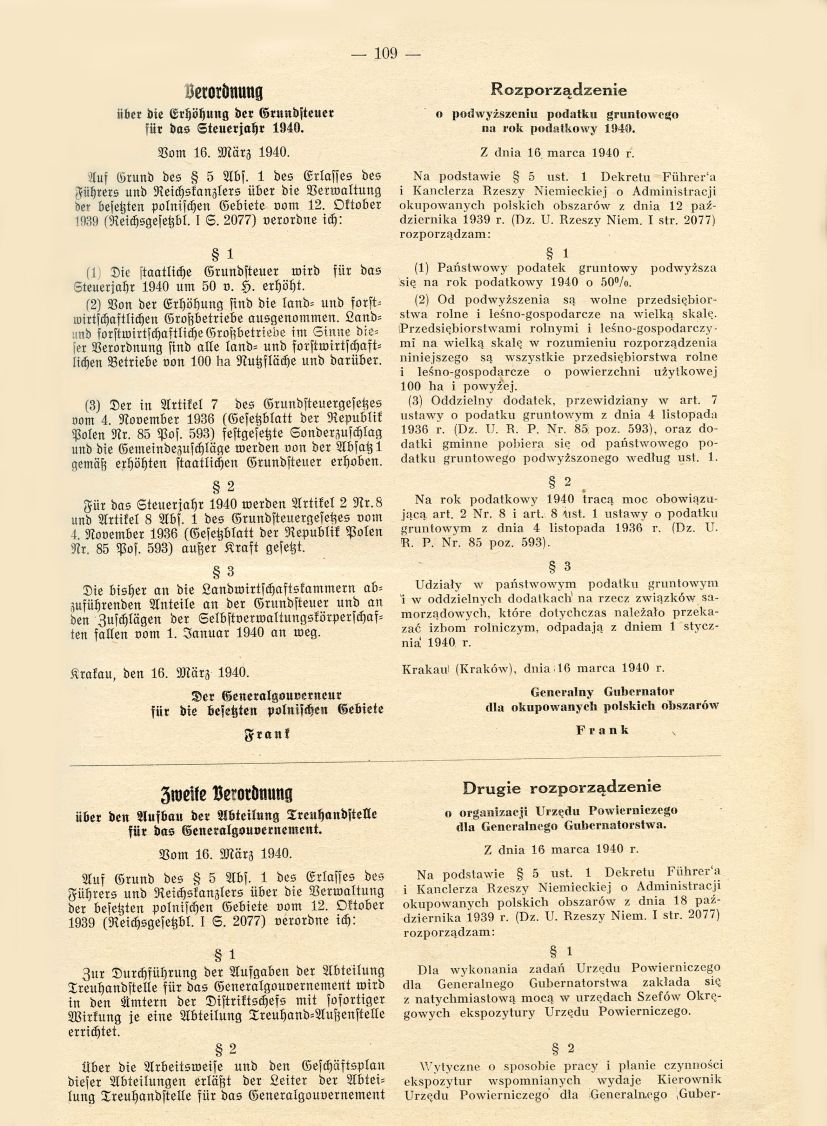 — 109 —
Verordnung
über die Erhöhung der Grundsteuer
für das Steuerjahr 1940.
Vom 16. März 1940.
Auf Grund des § 5 Abs. 1 des Erlasses des
Führers und Reichskanzlers über die Verwaltung
der besetzten polnischen Gebiete vom 12. Oktober
1939 (Reichsgesetzbl. I S. 2077) verordne ich:
§ 1
(1) Die staatliche Grundsteuer wird für das
Steuerjahr 1940 um 50 v. H. erhöht.
(2) Von der Erhöhung sind die land- und forst-
wirtschaftlichen Großbetriebe ausgenommen. Land-
und forstwirtschaftliche Großbetriebe im Sinne die-
ser Verordnung sind alle land- und forstwirtschaft-
lichen Betriebe von 100 ha Nutzfläche und darüber.
(3) Der in Artikel 7 des Grundsteuergesetzes
vom 4. November 1936 (Gesetzblatt der Republik
Polen Nr. 85 Pos. 593) festgesetzte Sonderzuschlag
und die Gemeindezuschläge werden von der Absatz 1
gemäß erhöhten staatlichen Grundsteuer erhoben.
§ 2
Für das Steuerjahr 1940 werden Artikel 2 Nr. 8
und Artikel 8 Abs. 1 des Grundsteuergesetzes vom
4. November 1936 (Gesetzblatt der Republik Polen
Nr. 85 Pos. 593) außer Kraft gesetzt.
§ 3
Die bisher an die Landwirtschaftskammern ab-
zuführenden Anteile an der Grundsteuer und an
den Zuschlägen der Selbstverwaltungskörperschaf-
ten fallen vom 1. Januar 1940 an weg.
Krakau, den 16. März 1940.
Der Generalgouverneur
für die besetzten polnischen Gebiete
Frank
Rozporządzenie
o podwyższeniu podatku gruntowego
na rok podatkowy 1940.
Z dnia 16 marca 1940 r.
Na podstawie § 5 ust. 1 Dekretu Führer'a
i Kanclerza Rzeszy Niemieckiej o Administracji
okupowanych polskich obszarów z dnia 12 paź-
dziernika 1939 r. (Dz. U. Rzeszy Niem. I str. 2077)
rozporządzam:
§ 1
(1) Państwowy podatek gruntowy podwyższa
się na rok podatkowy 1940 o 50%.
(2) Od podwyższenia są wolne przedsiębior-
stwa rolne i leśno-gospodarcze na wielką skalę.
Przedsiębiorstwami rolnymi i leśno-gospodarczy-
mi na wielką skalę w rozumieniu rozporządzenia
niniejszego są wszystkie przedsiębiorstwa rolne
i leśno-gospodarcze o powierzchni użytkowej
100 ha i powyżej.
(3) Oddzielny dodatek, przewidziany w art. 7
ustawy o podatku gruntowym z dnia 4 listopada
1936 r. (Dz. U. R. P. Nr. 85 poz. 593), oraz do-
datki gminne pobiera się od państwowego po-
datku gruntowego podwyższonego według ust. 1.
§ 2
Na rok podatkowy 1940 tracą moc obowiązu-
jącą art. 2 Nr. 8 i art. 8 ust. 1 ustawy o podatku
gruntowym z dnia 4 listopada 1936 r. (Dz. U.
R. P. Nr. 85 poz. 593).
§ 3
Udziały w państwowym podatku gruntowym
i w oddzielnych dodatkach na rzecz związków sa-
morządowych, które dotychczas należało przeka-
zać izbom rolniczym, odpadają z dniem 1 stycz-
nia 1940 r.
Krakau (Kraków), dnia 16 marca 1940 r.
Generalny Gubernator
dla okupowanych polskich obszarów
Frank
Zweite Verordnung
über den Aufbau der Abteilung Treuhandstelle
für das Generalgouvernement.
Vom 16. März 1940.
Auf Grund des § 5 Abs. 1 des Erlasses des
Führers und Reichskanzlers über die Verwaltung
der besetzten polnischen Gebiete vom 12. Oktober
1939 (Reichsgesetzbl. I S. 2077) verordne ich:
§ 1
Zur Durchführung der Aufgaben der Abteilung
Treuhandstelle für das Generalgouvernement wird
in den Ämtern der Distriktschefs mit sofortiger
Wirkung je eine Abteilung Treuhand-Außenstelle
errichtet.
§ 2
Über die Arbeitsweise und den Geschäftsplan
dieser Abteilungen erläßt der Leiter der Abtei-
lung Treuhandstelle für das Generalgouvernement
Drugie rozporządzenie
o organizacji Urzędu Powierniczego
dla Generalnego Gubernatorstwa.
Z dnia 16 marca 1940 r.
Na podstawie § 5 ust. 1 Dekretu Führer'a
i Kanclerza Rzeszy Niemieckiej o Administracji
okupowanych polskich obszarów z dnia 18 paź-
dziernika 1939 r. (Dz. U. Rzeszy Niem. I str. 2077)
rozporządzam:
§ 1
Dla wykonania zadań Urzędu Powierniczego
dla Generalnego Gubernatorstwa zakłada się
z natychmiastową mocą w urzędach Szefów Okrę-
gowych ekspozytury Urzędu Powierniczego.
§ 2
Wytyczne o sposobie pracy i planie czynności
ekspozytur wspomnianych wydaje Kierownik
Urzędu Powierniczego dla Generalnego Guber-